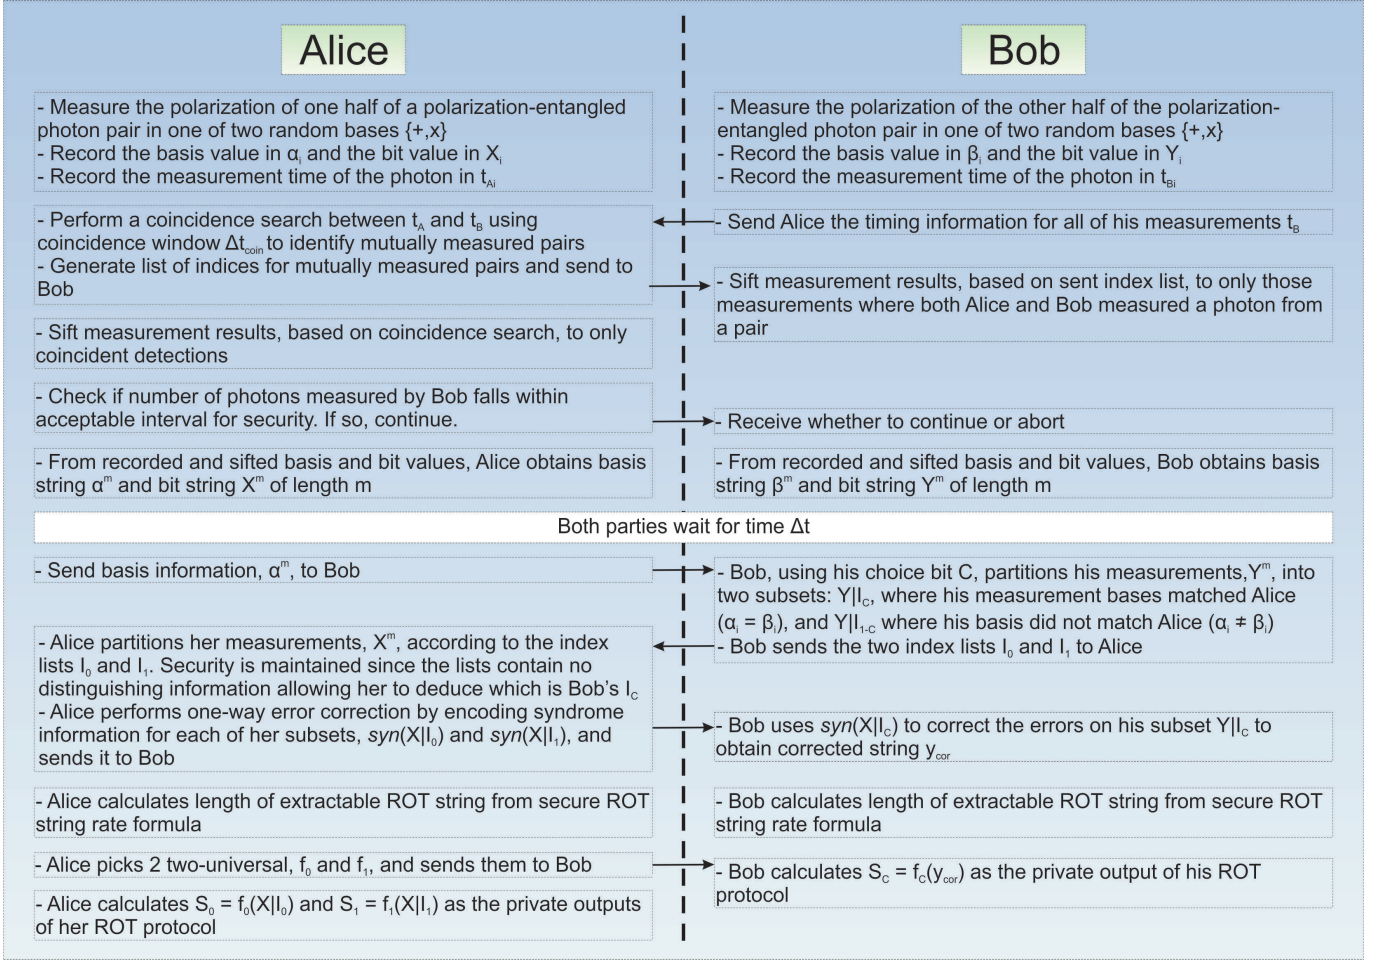 Alice
Bob
- Measure the polarization of one half of a polarization-entangled
photon pair in one of two random bases {+,x}
- Record the basis value in αᵢ and the bit value in Xᵢ
- Record the measurement time of the photon in t_Ai
- Measure the polarization of the other half of the polarization-
entangled photon pair in one of two random bases {+,x}
- Record the basis value in βᵢ and the bit value in Yᵢ
- Record the measurement time of the photon in t_Bi
- Perform a coincidence search between t_A and t_B using
coincidence window Δt_coin to identify mutually measured pairs
- Generate list of indices for mutually measured pairs and send to
Bob
- Send Alice the timing information for all of his measurements t_B
- Sift measurement results, based on sent index list, to only those
measurements where both Alice and Bob measured a photon from
a pair
- Sift measurement results, based on coincidence search, to only
coincident detections
- Check if number of photons measured by Bob falls within
acceptable interval for security. If so, continue.
- Receive whether to continue or abort
- From recorded and sifted basis and bit values, Alice obtains basis
string αᵐ and bit string Xᵐ of length m
- From recorded and sifted basis and bit values, Bob obtains basis
string βᵐ and bit string Yᵐ of length m
Both parties wait for time Δt
- Send basis information, αᵐ, to Bob
- Bob, using his choice bit C, partitions his measurements,Yᵐ, into
two subsets: Y|I_C, where his measurement bases matched Alice
(αᵢ = βᵢ), and Y|I_1-C where his basis did not match Alice (αᵢ ≠ βᵢ)
- Bob sends the two index lists I₀ and I₁ to Alice
- Alice partitions her measurements, Xᵐ, according to the index
lists I₀ and I₁. Security is maintained since the lists contain no
distinguishing information allowing her to deduce which is Bob's I_C
- Alice performs one-way error correction by encoding syndrome
information for each of her subsets, syn(X|I₀) and syn(X|I₁), and
sends it to Bob
- Bob uses syn(X|I_C) to correct the errors on his subset Y|I_C to
obtain corrected string y_cor
- Alice calculates length of extractable ROT string from secure ROT
string rate formula
- Bob calculates length of extractable ROT string from secure ROT
string rate formula
- Alice picks 2 two-universal, f₀ and f₁, and sends them to Bob
- Bob calculates S_C = f_C(y_cor) as the private output of his ROT
protocol
- Alice calculates S₀ = f₀(X|I₀) and S₁ = f₁(X|I₁) as the private outputs
of her ROT protocol